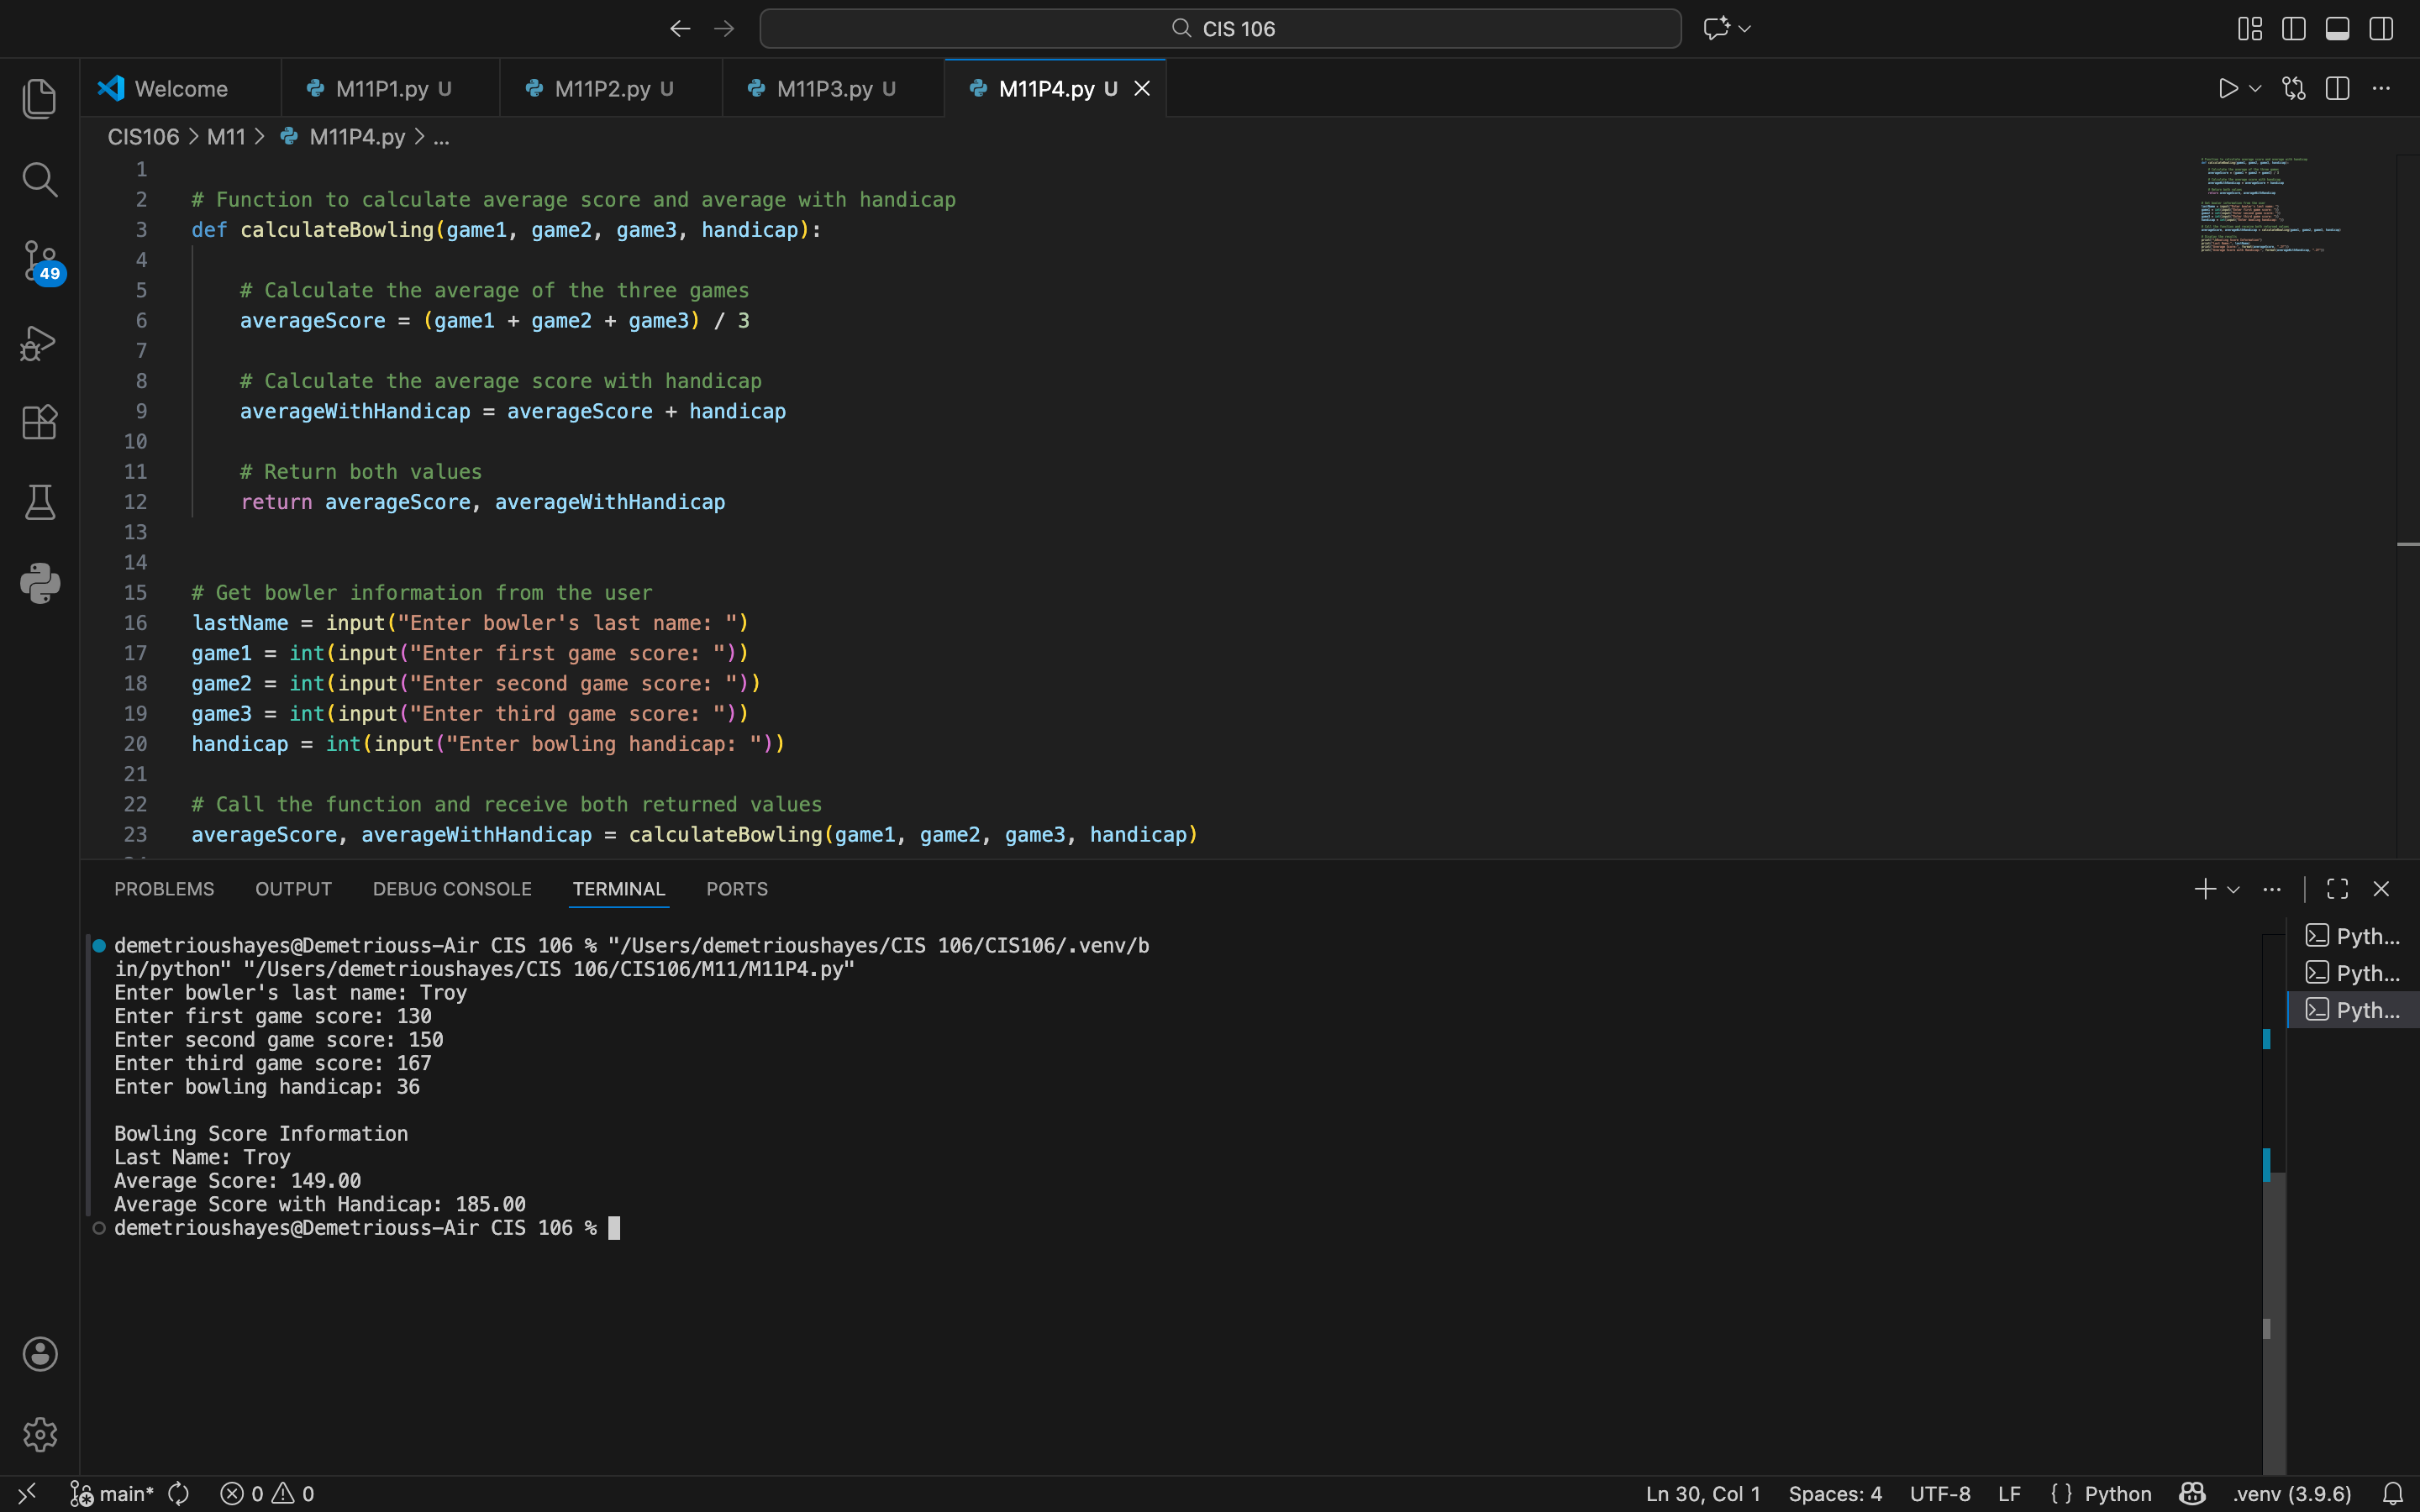 CIS 106
Welcome
M11P1.py U
M11P2.py U
M11P3.py U
M11P4.py U
CIS106 > M11 > M11P4.py > ...
1
2 # Function to calculate average score and average with handicap
3 def calculateBowling(game1, game2, game3, handicap):
4
5 # Calculate the average of the three games
6 averageScore = (game1 + game2 + game3) / 3
7
8 # Calculate the average score with handicap
9 averageWithHandicap = averageScore + handicap
10
11 # Return both values
12 return averageScore, averageWithHandicap
13
14
15 # Get bowler information from the user
16 lastName = input("Enter bowler's last name: ")
17 game1 = int(input("Enter first game score: "))
18 game2 = int(input("Enter second game score: "))
19 game3 = int(input("Enter third game score: "))
20 handicap = int(input("Enter bowling handicap: "))
21
22 # Call the function and receive both returned values
23 averageScore, averageWithHandicap = calculateBowling(game1, game2, game3, handicap)
49
PROBLEMS OUTPUT DEBUG CONSOLE TERMINAL PORTS
demetrioushayes@Demetriouss-Air CIS 106 % "/Users/demetrioushayes/CIS 106/CIS106/.venv/b
in/python" "/Users/demetrioushayes/CIS 106/CIS106/M11/M11P4.py"
Enter bowler's last name: Troy
Enter first game score: 130
Enter second game score: 150
Enter third game score: 167
Enter bowling handicap: 36
Bowling Score Information
Last Name: Troy
Average Score: 149.00
Average Score with Handicap: 185.00
demetrioushayes@Demetriouss-Air CIS 106 %
Pyth...
Pyth...
Pyth...
main* 0 0
Ln 30, Col 1 Spaces: 4 UTF-8 LF { } Python .venv (3.9.6)